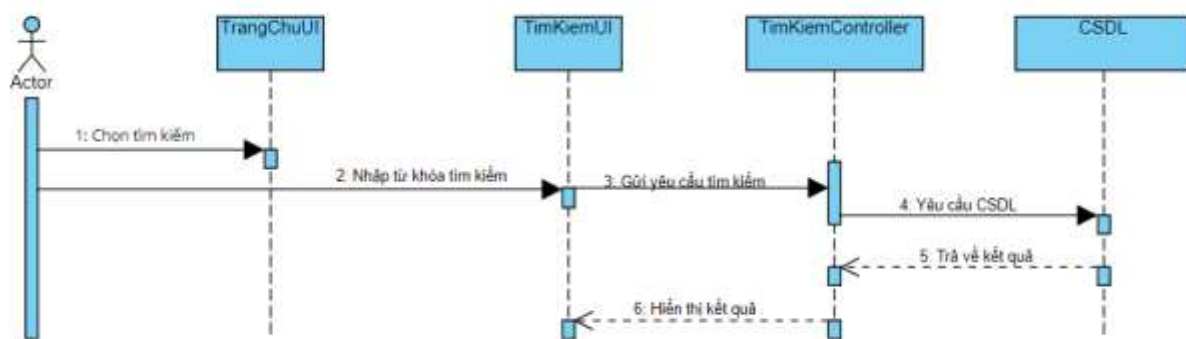 TrangChuUI
TimKiemUI
TimKiemController
CSDL
Actor
1: Chọn tìm kiếm
2: Nhập từ khóa tìm kiếm
3: Gửi yêu cầu tìm kiếm
4: Yêu cầu CSDL
5: Trả về kết quả
6: Hiển thị kết quả